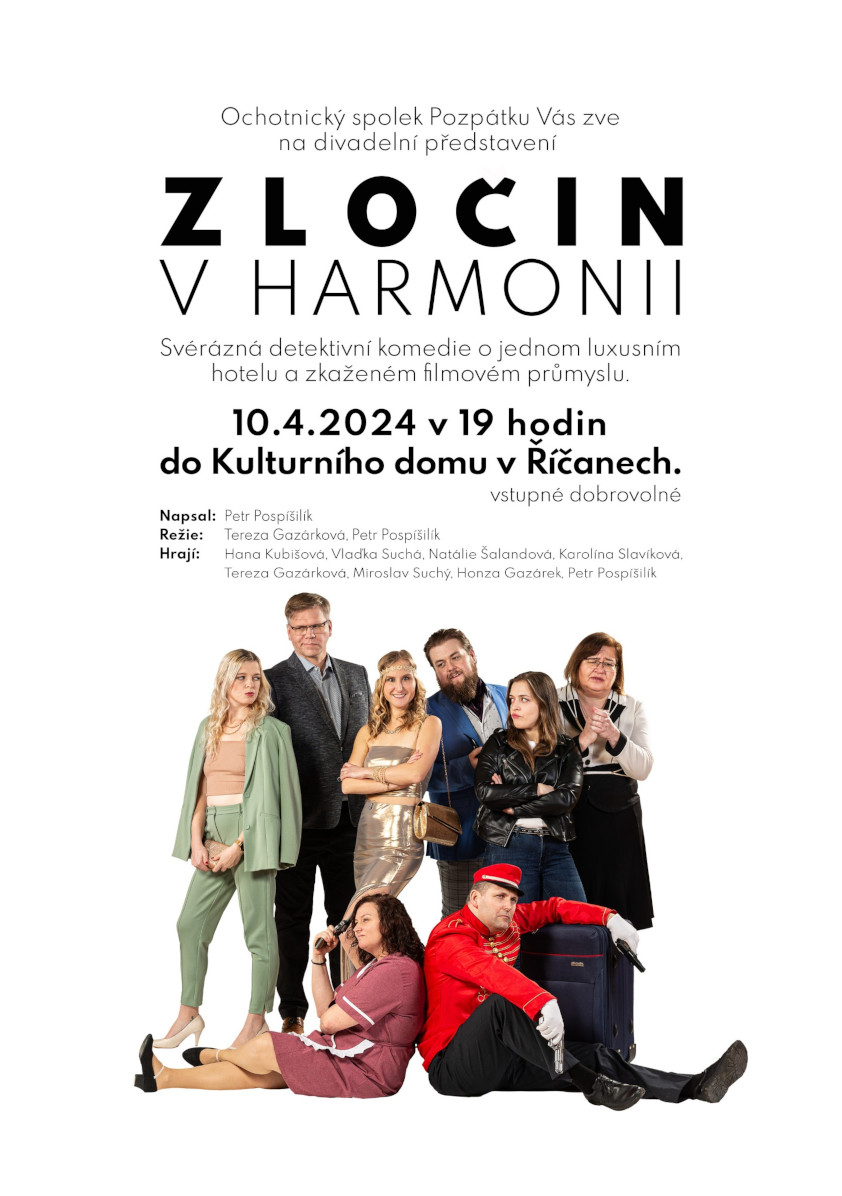 Ochotnický spolek Pozpátku Vás zve
na divadelní představení
ZLOČIN
V HARMONII
Svérázná detektivní komedie o jednom luxusním
hotelu a zkaženém filmovém průmyslu.
10.4.2024 v 19 hodin
do Kulturního domu v Říčanech.
vstupné dobrovolné
Napsal: Petr Pospíšilík
Režie: Tereza Gazárková, Petr Pospíšilík
Hrají: Hana Kubišová, Vlaďka Suchá, Natálie Šalandová, Karolína Slavíková,
Tereza Gazárková, Miroslav Suchý, Honza Gazárek, Petr Pospíšilík